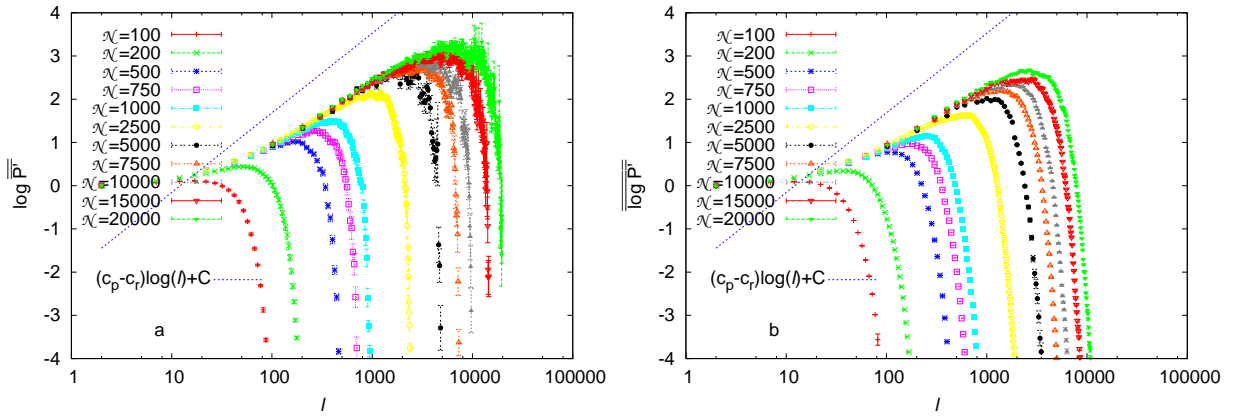 log P'
4
3
2
1
0
-1
-2
-3
-4
𝒩=100
𝒩=200
𝒩=500
𝒩=750
𝒩=1000
𝒩=2500
𝒩=5000
𝒩=7500
𝒩=10000
𝒩=15000
𝒩=20000
(cp-cr)log(l)+C
a
1 10 100 1000 10000 100000
l
log P'
4
3
2
1
0
-1
-2
-3
-4
𝒩=100
𝒩=200
𝒩=500
𝒩=750
𝒩=1000
𝒩=2500
𝒩=5000
𝒩=7500
𝒩=10000
𝒩=15000
𝒩=20000
(cp-cr)log(l)+C
b
1 10 100 1000 10000 100000
l